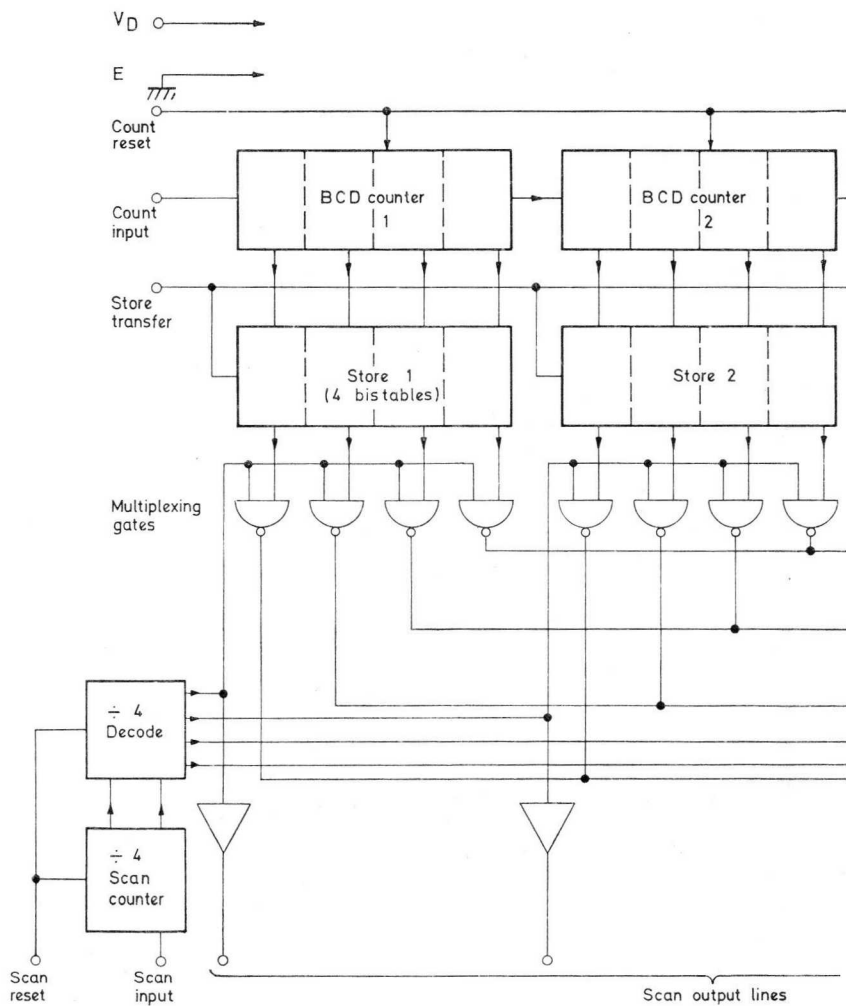 V_D
E
Count
reset
Count
input
BCD counter
1
BCD counter
2
Store
transfer
Store 1
(4 bistables)
Store 2
Multiplexing
gates
÷ 4
Decode
÷ 4
Scan
counter
Scan
reset
Scan
input
Scan output lines